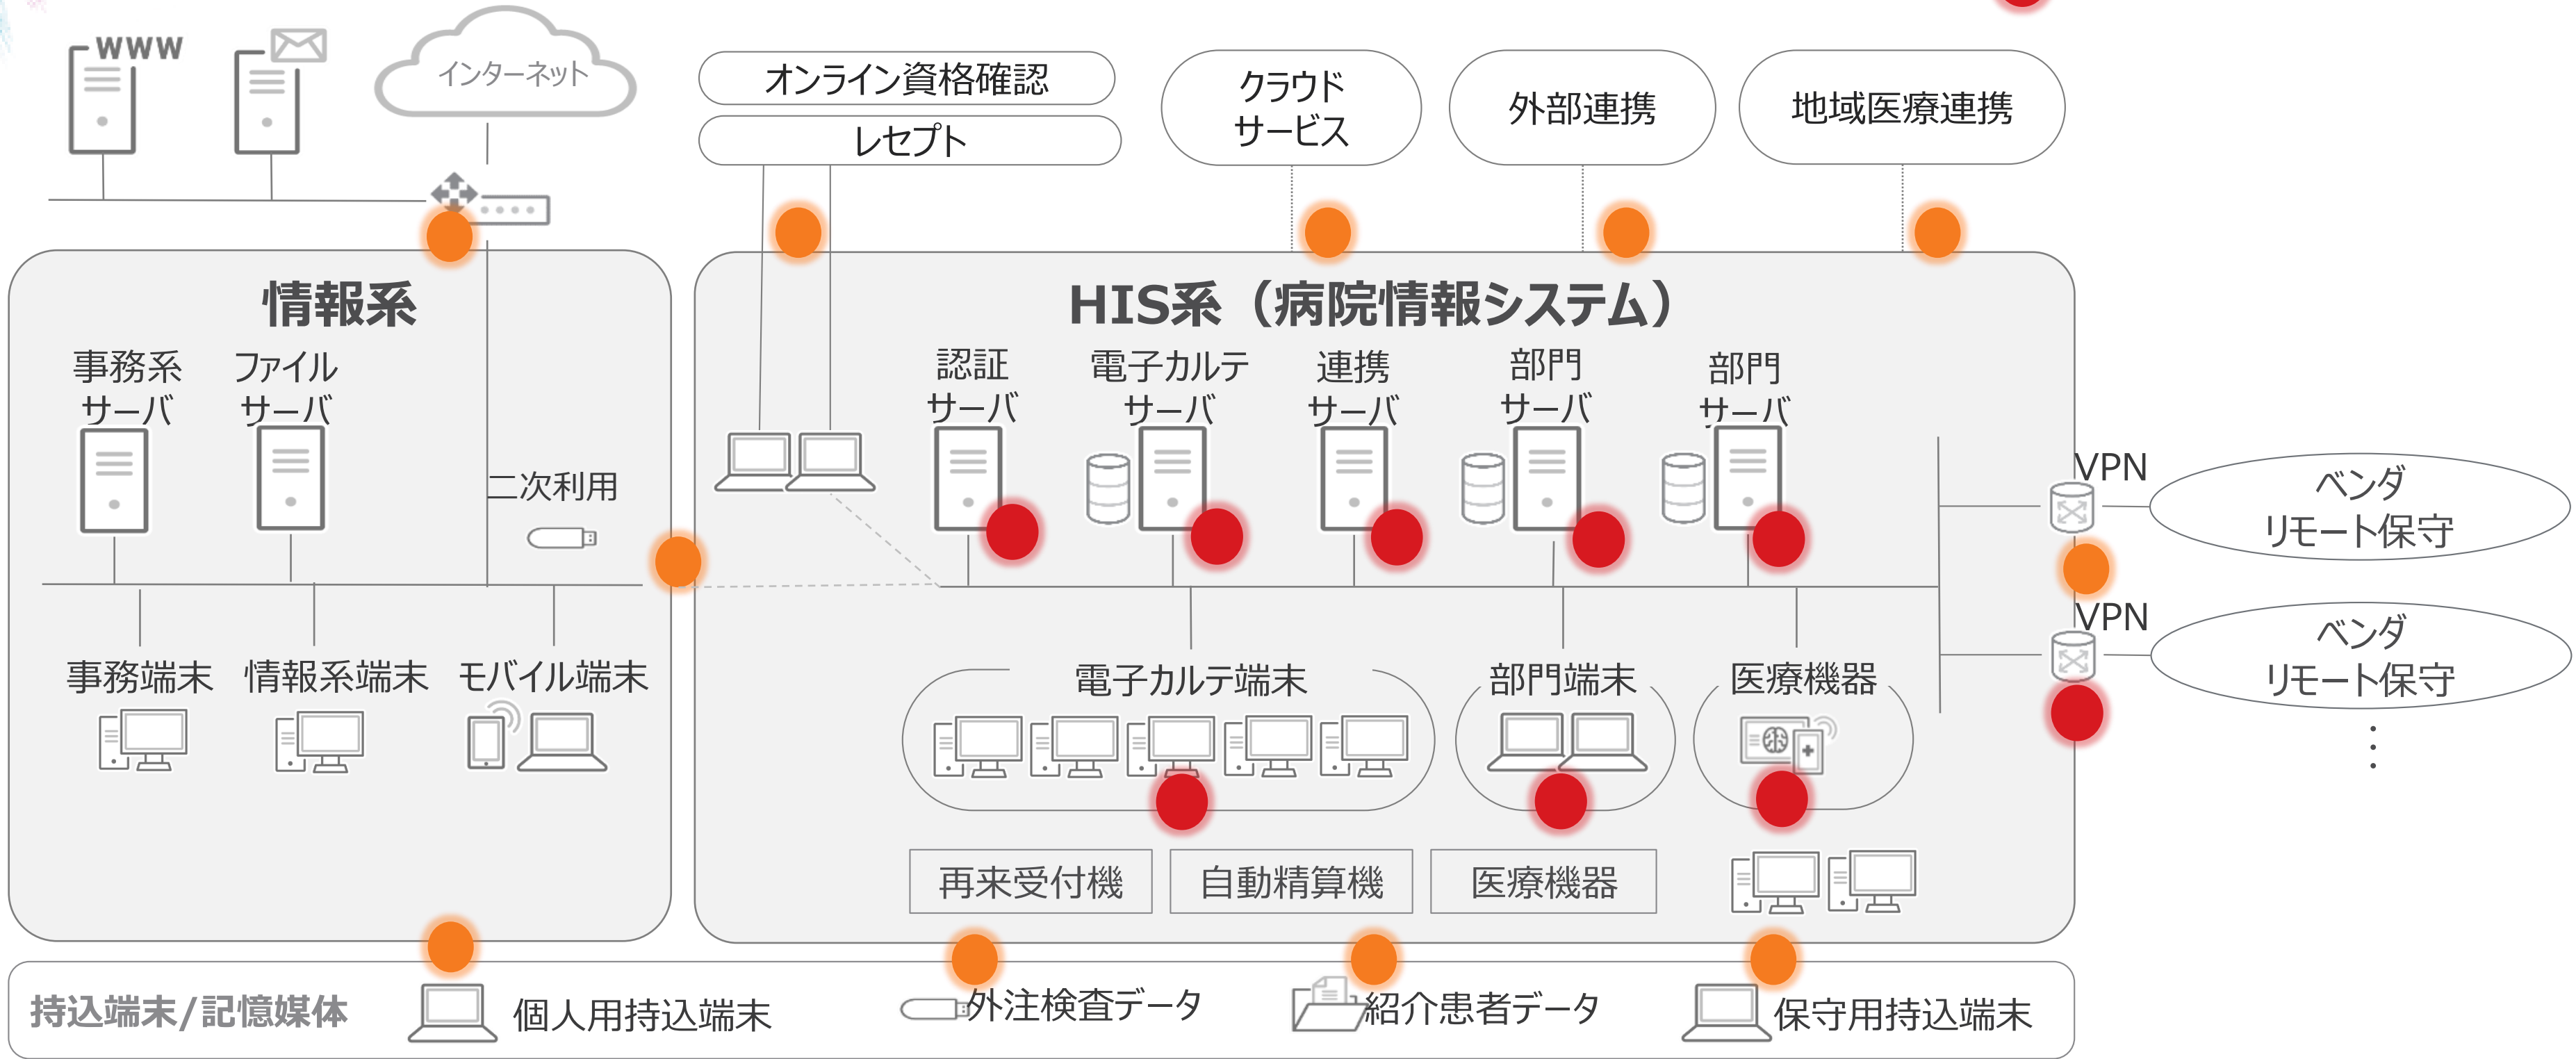 WWW
インターネット
オンライン資格確認
レセプト
クラウド
サービス
外部連携
地域医療連携
情報系
事務系
サーバ
ファイル
サーバ
二次利用
事務端末
情報系端末
モバイル端末
HIS系（病院情報システム）
認証
サーバ
電子カルテ
サーバ
連携
サーバ
部門
サーバ
部門
サーバ
電子カルテ端末
部門端末
医療機器
再来受付機
自動精算機
医療機器
VPN
ベンダ
リモート保守
VPN
ベンダ
リモート保守
持込端末/記憶媒体
個人用持込端末
外注検査データ
紹介患者データ
保守用持込端末